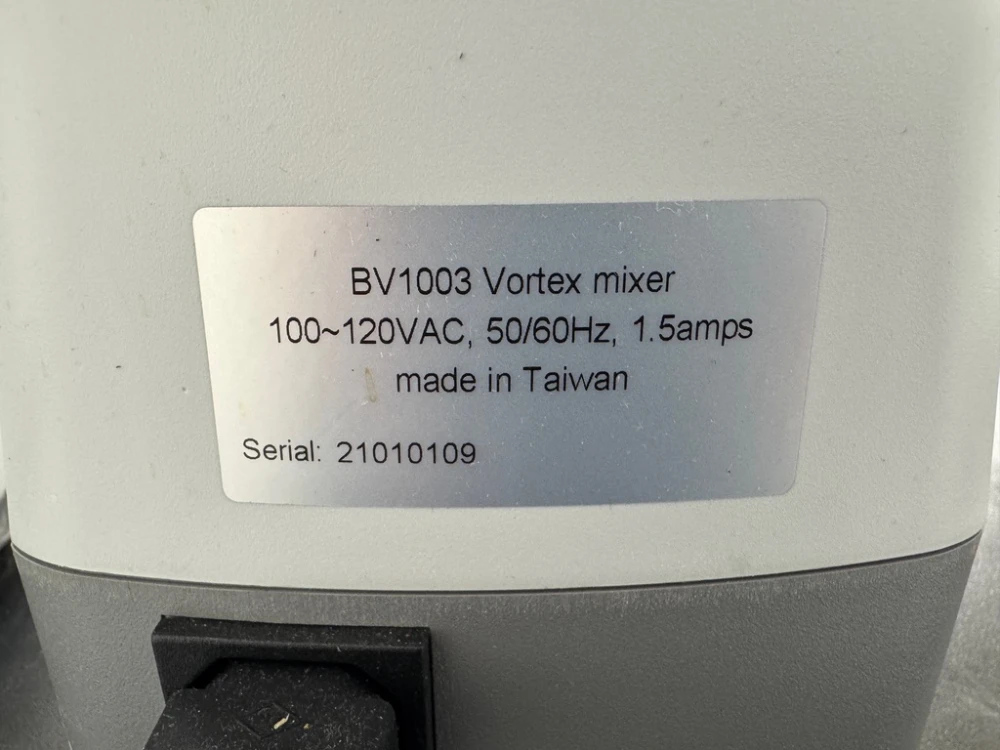 BV1003 Vortex mixer
100~120VAC, 50/60Hz, 1.5amps
made in Taiwan
Serial: 21010109